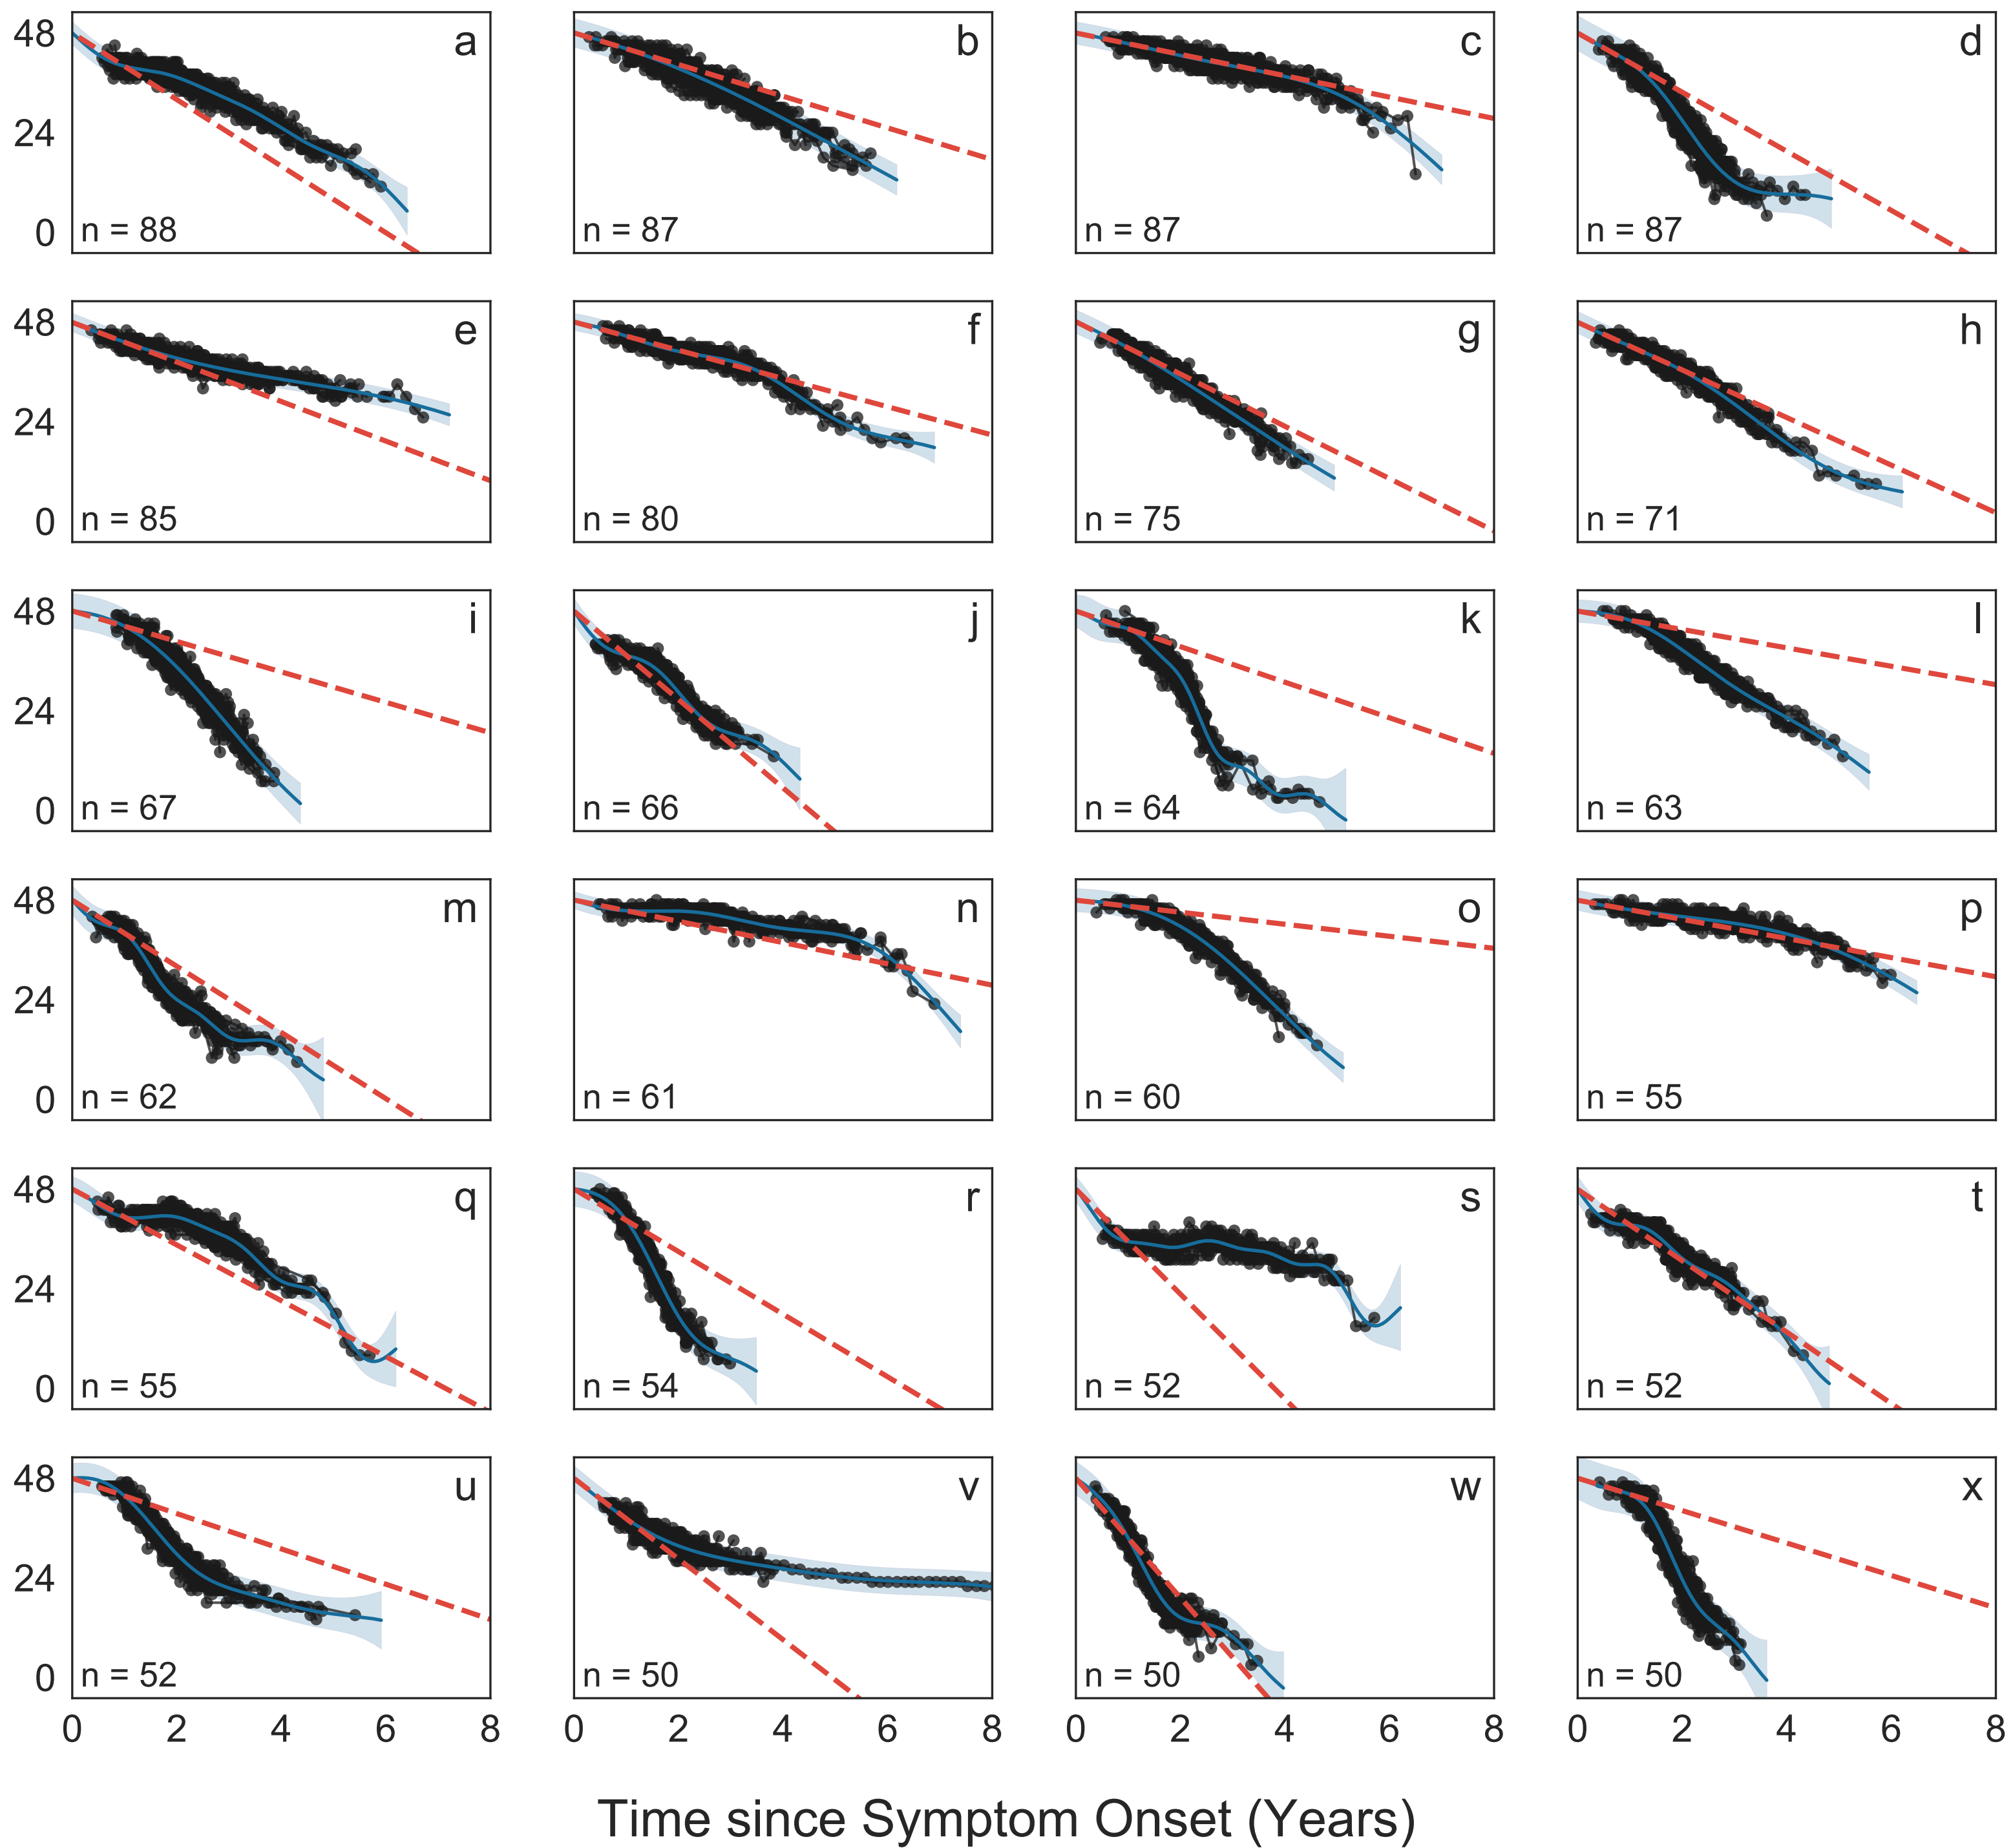 48 a b c d
24
0 n = 88 n = 87 n = 87 n = 87
48 e f g h
24
0 n = 85 n = 80 n = 75 n = 71
48 i j k l
24
0 n = 67 n = 66 n = 64 n = 63
48 m n o p
24
0 n = 62 n = 61 n = 60 n = 55
48 q r s t
24
0 n = 55 n = 54 n = 52 n = 52
48 u v w x
24
0 n = 52 n = 50 n = 50 n = 50
0 2 4 6 8 0 2 4 6 8 0 2 4 6 8 0 2 4 6 8
Time since Symptom Onset (Years)